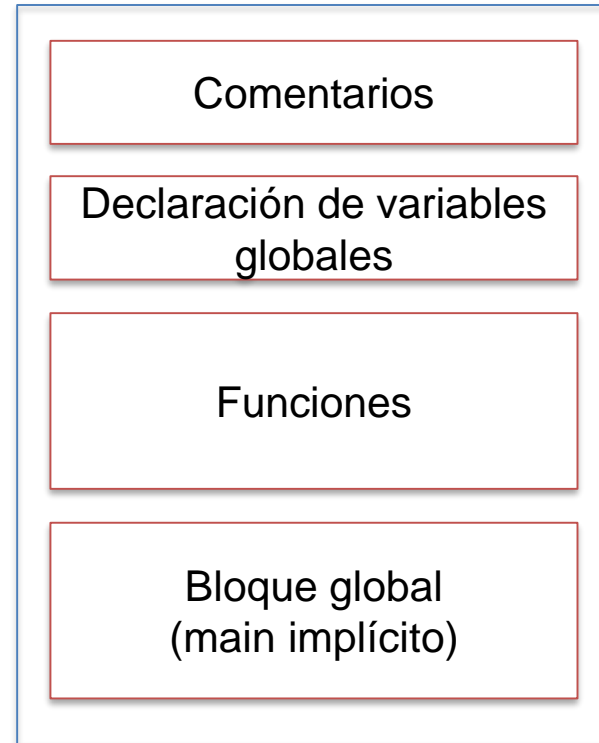 Comentarios
Declaración de variables
globales
Funciones
Bloque global
(main implícito)